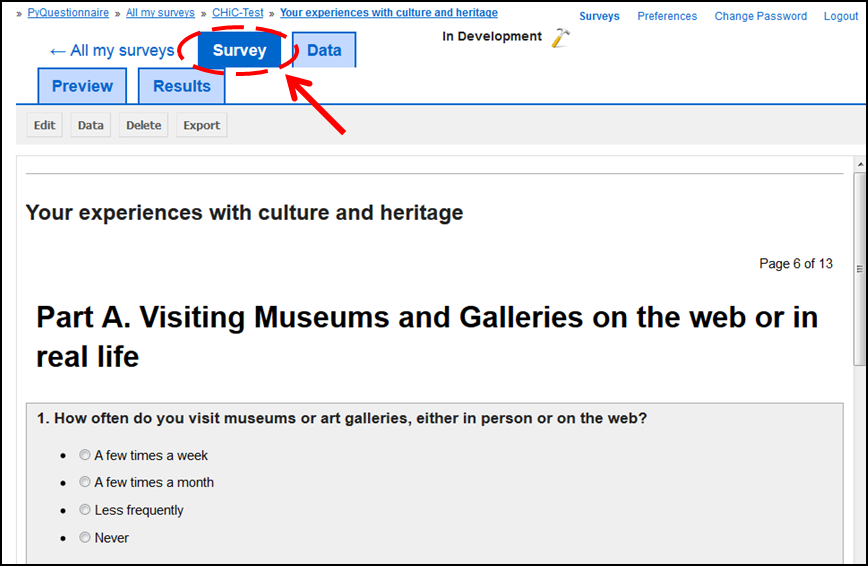 » PyQuestionnaire » All my surveys » CHiC-Test » Your experiences with culture and heritage
Surveys Preferences Change Password Logout
← All my surveys Survey Data In Development
Preview Results
Edit Data Delete Export
Your experiences with culture and heritage
Page 6 of 13
Part A. Visiting Museums and Galleries on the web or in
real life
1. How often do you visit museums or art galleries, either in person or on the web?
• A few times a week
• A few times a month
• Less frequently
• Never